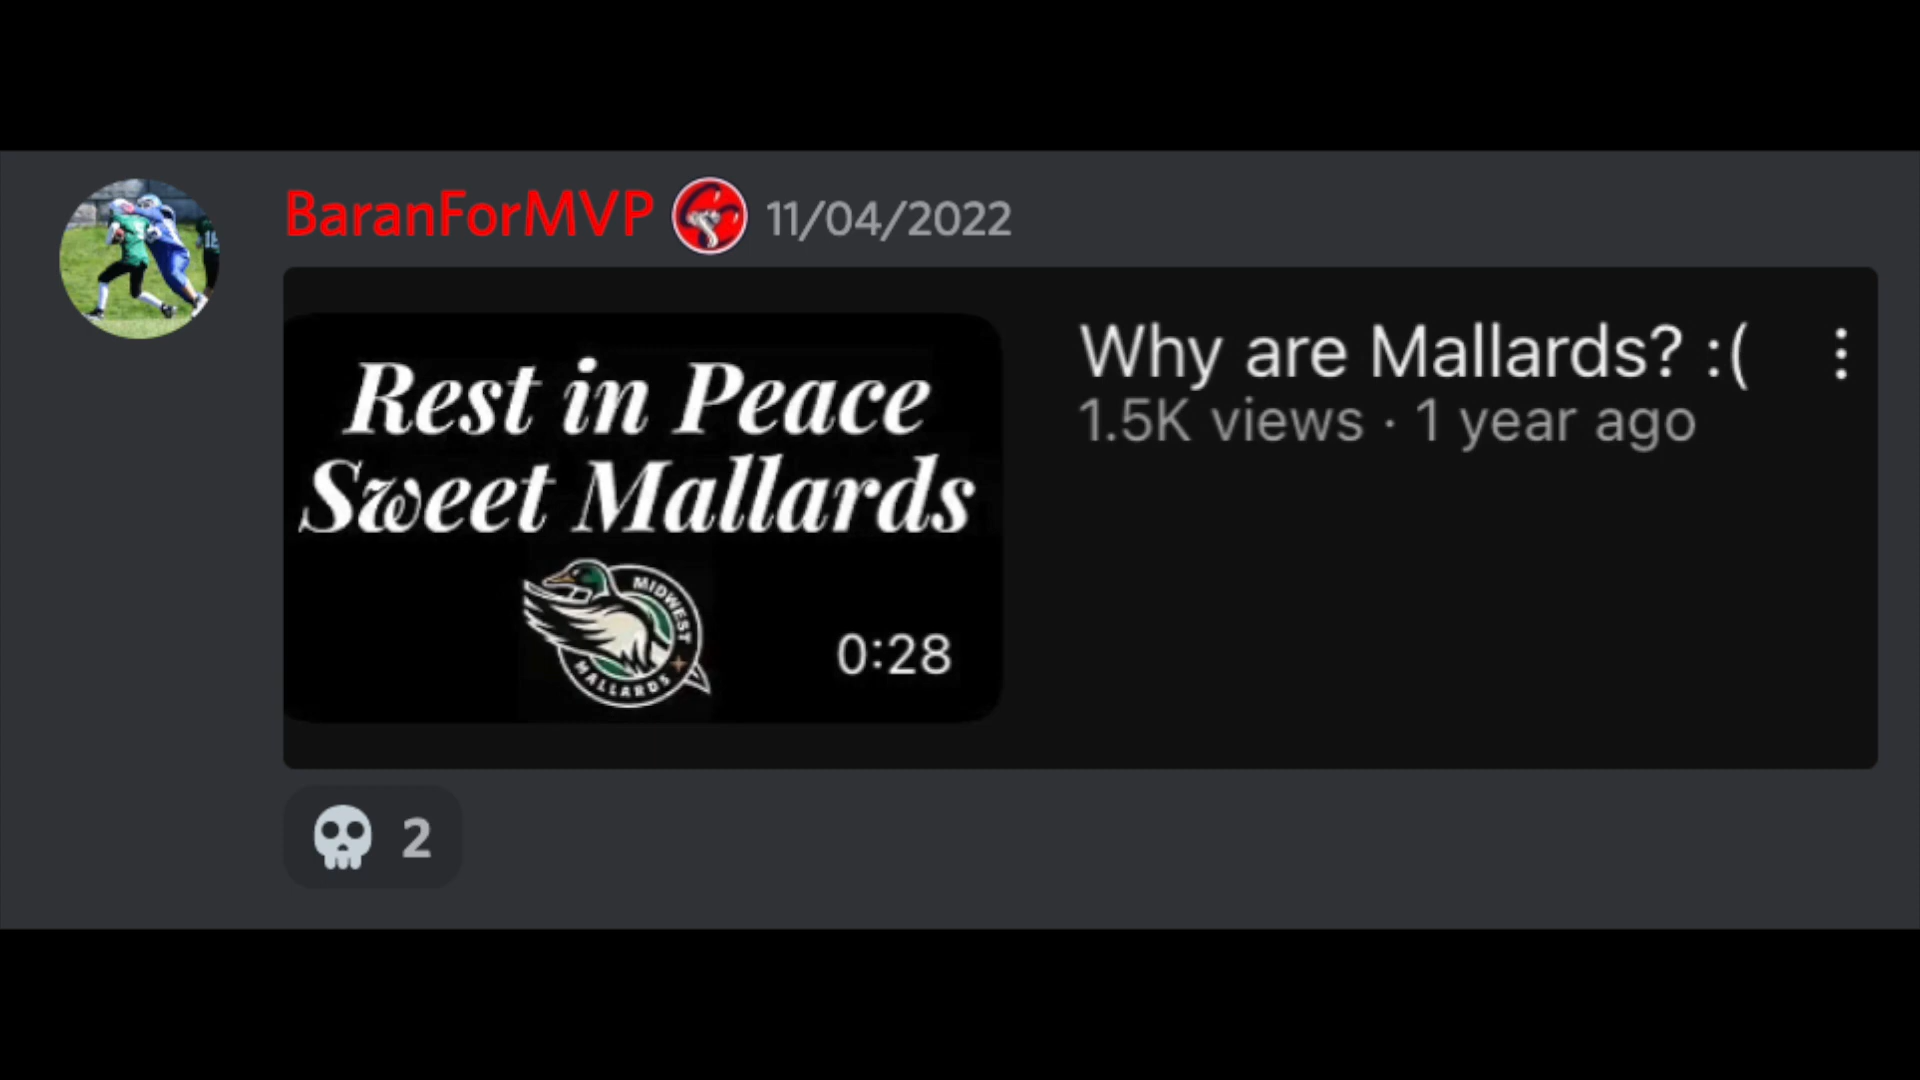 BaranForMVP 11/04/2022
18
Rest in Peace
Sweet Mallards
MIDWEST
MALLARDS
0:28
Why are Mallards? :(
1.5K views · 1 year ago
2